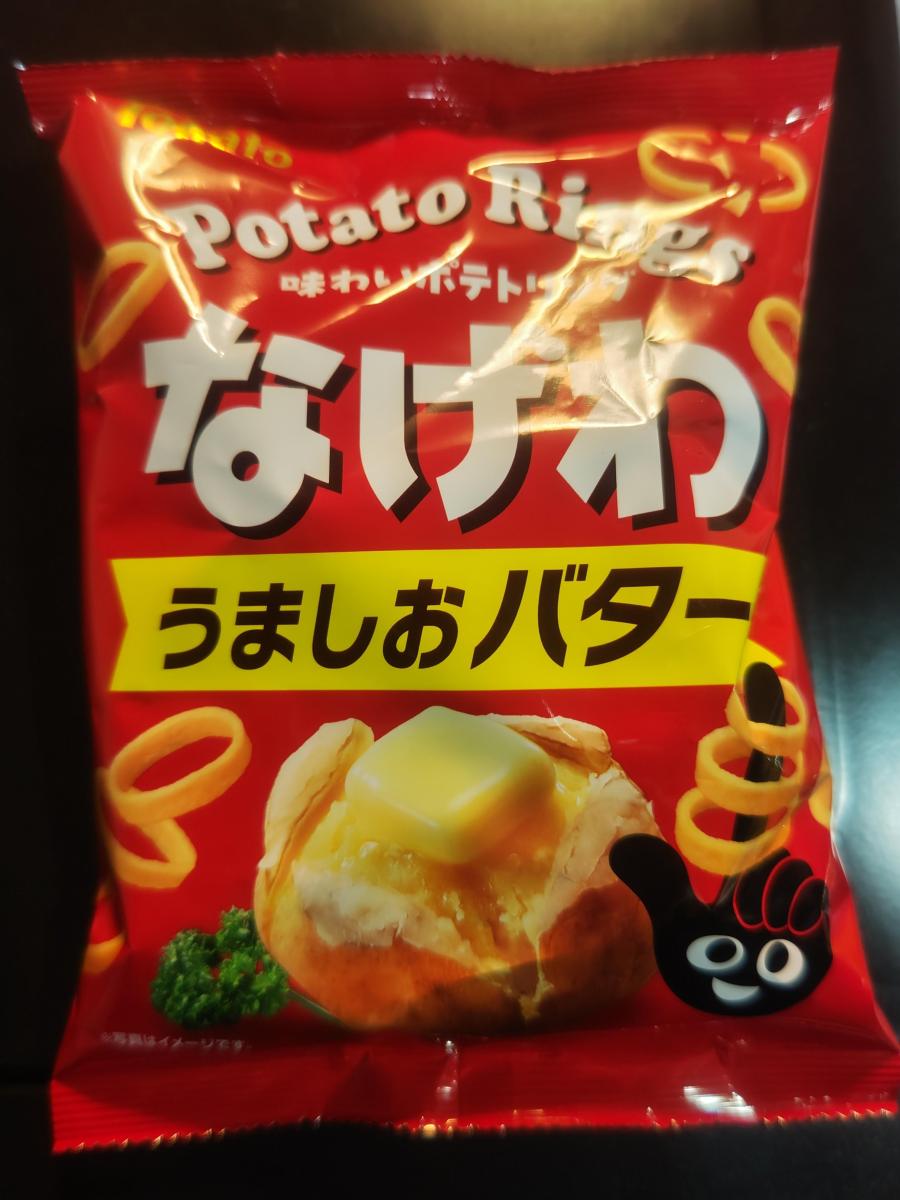 Tohato
Potato Rings
味わいポテトリング
なげわ
うましおバター
※写真はイメージです。